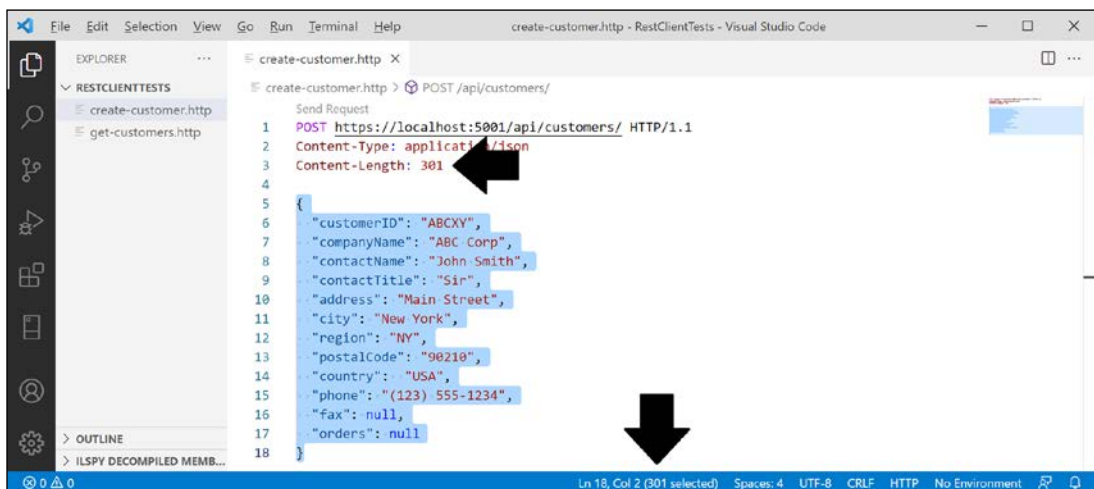 File Edit Selection View Go Run Terminal Help create-customer.http - RestClientTests - Visual Studio Code
EXPLORER ··· create-customer.http
RESTCLIENTTESTS create-customer.http > POST /api/customers/
create-customer.http
get-customers.http
Send Request
1 POST https://localhost:5001/api/customers/ HTTP/1.1
2 Content-Type: application/json
3 Content-Length: 301
4
5 {
6 "customerID": "ABCXY",
7 "companyName": "ABC Corp",
8 "contactName": "John Smith",
9 "contactTitle": "Sir",
10 "address": "Main Street",
11 "city": "New York",
12 "region": "NY",
13 "postalCode": "90210",
14 "country": "USA",
15 "phone": "(123) 555-1234",
16 "fax": null,
17 "orders": null
18 }
OUTLINE
ILSPY DECOMPILED MEMB...
0 0 Ln 18, Col 2 (301 selected) Spaces: 4 UTF-8 CRLF HTTP No Environment